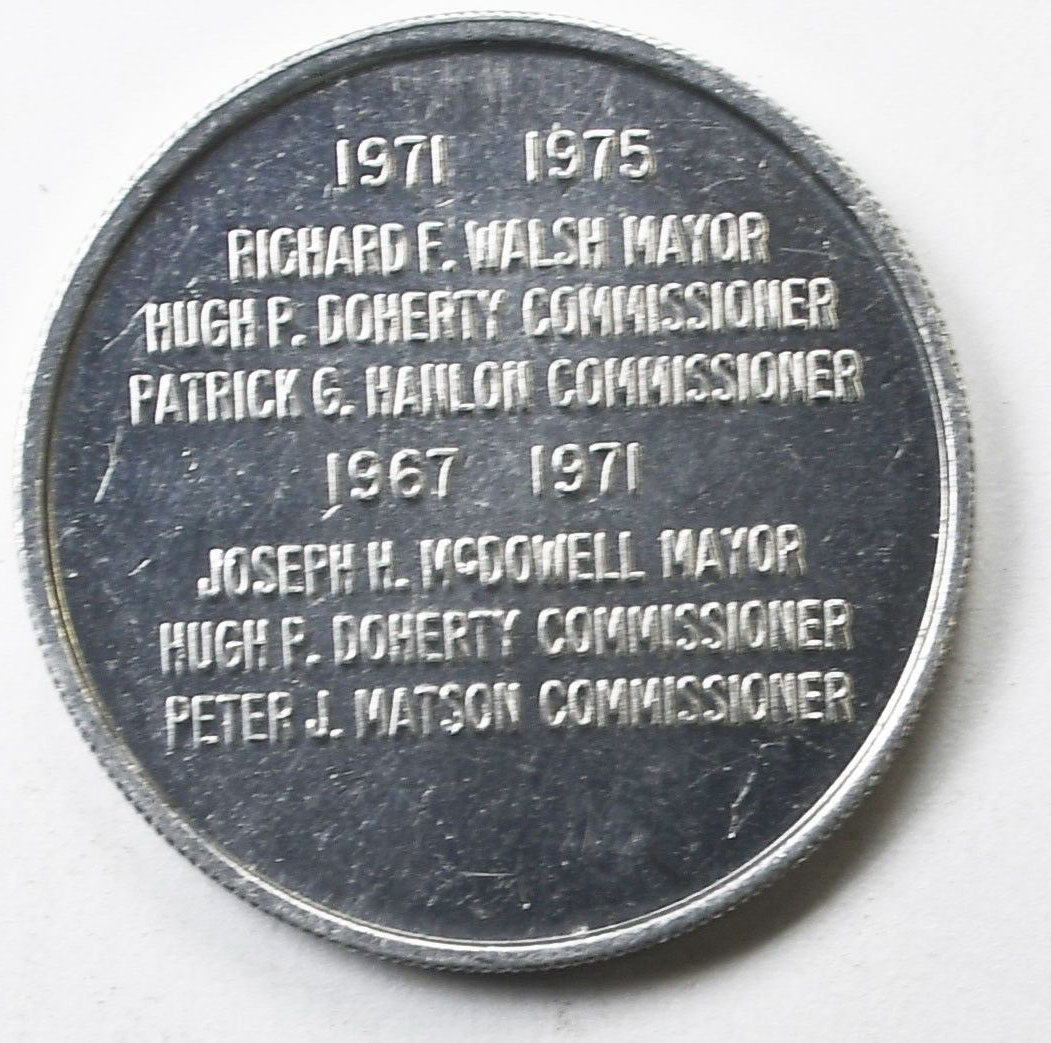 1971 1975
RICHARD F. WALSH MAYOR
HUGH P. DOHERTY COMMISSIONER
PATRICK G. HANLON COMMISSIONER
1967 1971
JOSEPH H. McDOWELL MAYOR
HUGH P. DOHERTY COMMISSIONER
PETER J. MATSON COMMISSIONER